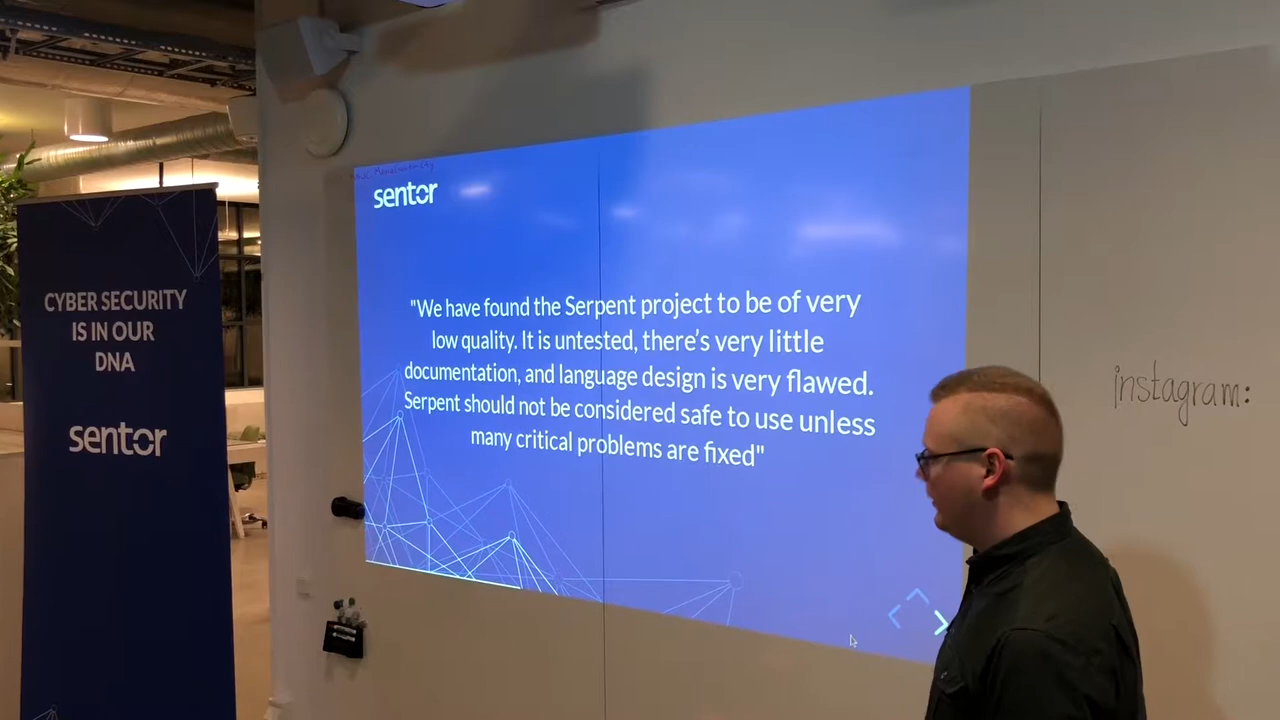 CYBER SECURITY
IS IN OUR
DNA
sentor
sentor
"We have found the Serpent project to be of very
low quality. It is untested, there's very little
documentation, and language design is very flawed.
Serpent should not be considered safe to use unless
many critical problems are fixed"
instagram: